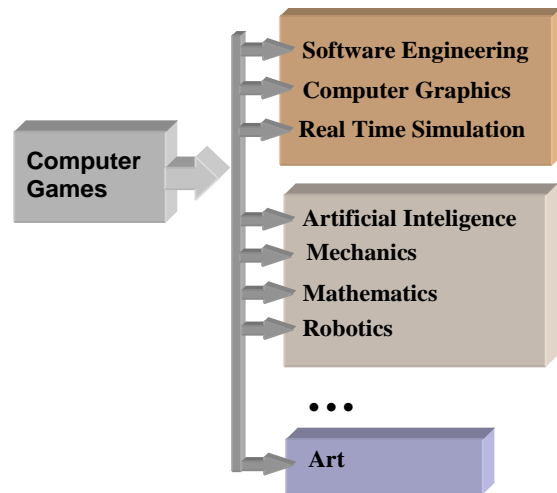 Computer
Games
Software Engineering
Computer Graphics
Real Time Simulation
Artificial Inteligence
Mechanics
Mathematics
Robotics
...
Art